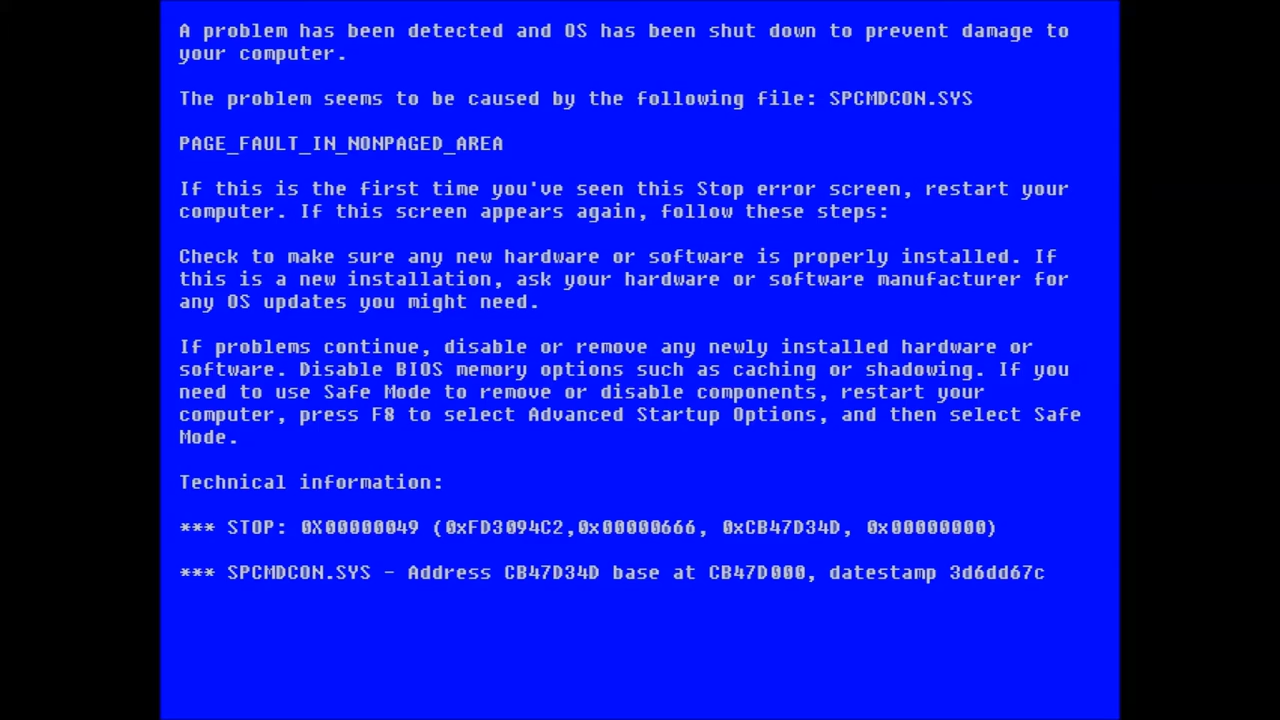 A problem has been detected and OS has been shut down to prevent damage to
your computer.
The problem seems to be caused by the following file: SPCMDCON.SYS
PAGE_FAULT_IN_NONPAGED_AREA
If this is the first time you've seen this Stop error screen, restart your
computer. If this screen appears again, follow these steps:
Check to make sure any new hardware or software is properly installed. If
this is a new installation, ask your hardware or software manufacturer for
any OS updates you might need.
If problems continue, disable or remove any newly installed hardware or
software. Disable BIOS memory options such as caching or shadowing. If you
need to use Safe Mode to remove or disable components, restart your
computer, press F8 to select Advanced Startup Options, and then select Safe
Mode.
Technical information:
*** STOP: 0X00000049 (0xFD3094C2,0x00000666, 0xCB47D34D, 0x00000000)
*** SPCMDCON.SYS - Address CB47D34D base at CB47D000, datestamp 3d6dd67c